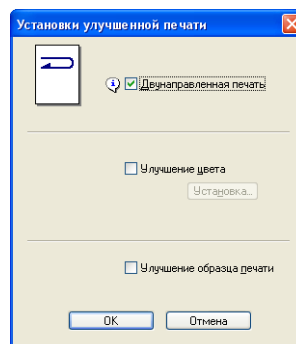 Установки улучшенной печати
Двунаправленная печать
Улучшение цвета
Установка...
Улучшение образца печати
OK
Отмена